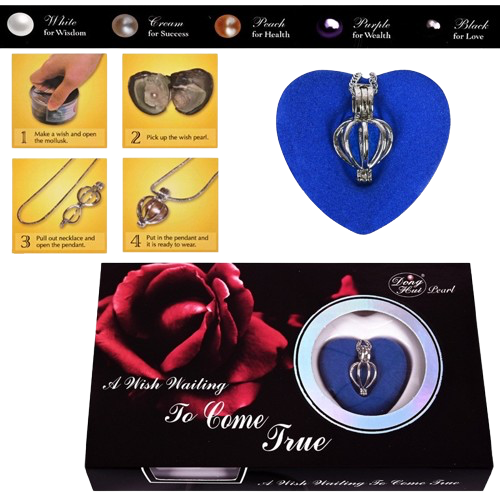 White
for Wisdom
Cream
for Success
Peach
for Health
Purple
for Wealth
Black
for Love
1 Make a wish and open
the mollusk.
2 Pick up the wish pearl.
3 Pull out necklace and
open the pendant.
4 Put in the pendant and
it is ready to wear.
Dong
Hui Pearl
A Wish Waiting
To Come
True
A Wish Waiting To Come True